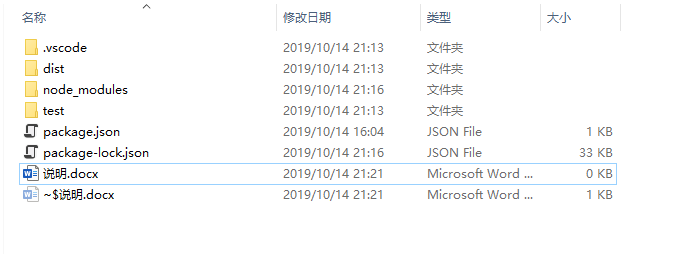 名称 修改日期 类型 大小
.vscode 2019/10/14 21:13 文件夹
dist 2019/10/14 21:13 文件夹
node_modules 2019/10/14 21:16 文件夹
test 2019/10/14 21:13 文件夹
package.json 2019/10/14 16:04 JSON File 1 KB
package-lock.json 2019/10/14 21:16 JSON File 33 KB
说明.docx 2019/10/14 21:21 Microsoft Word ... 0 KB
~$说明.docx 2019/10/14 21:21 Microsoft Word ... 1 KB